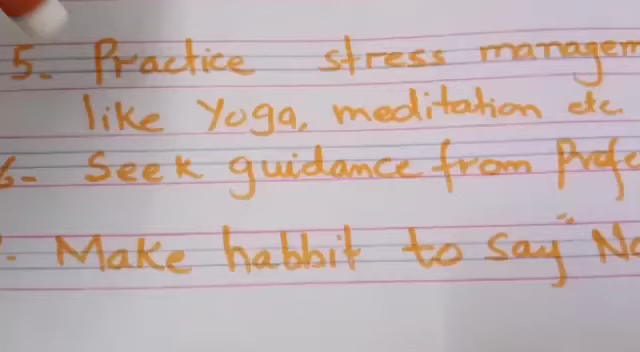 5. Practice stress managem
like Yoga, meditation etc.
6- Seek guidance from Profe
. Make habbit to say "No